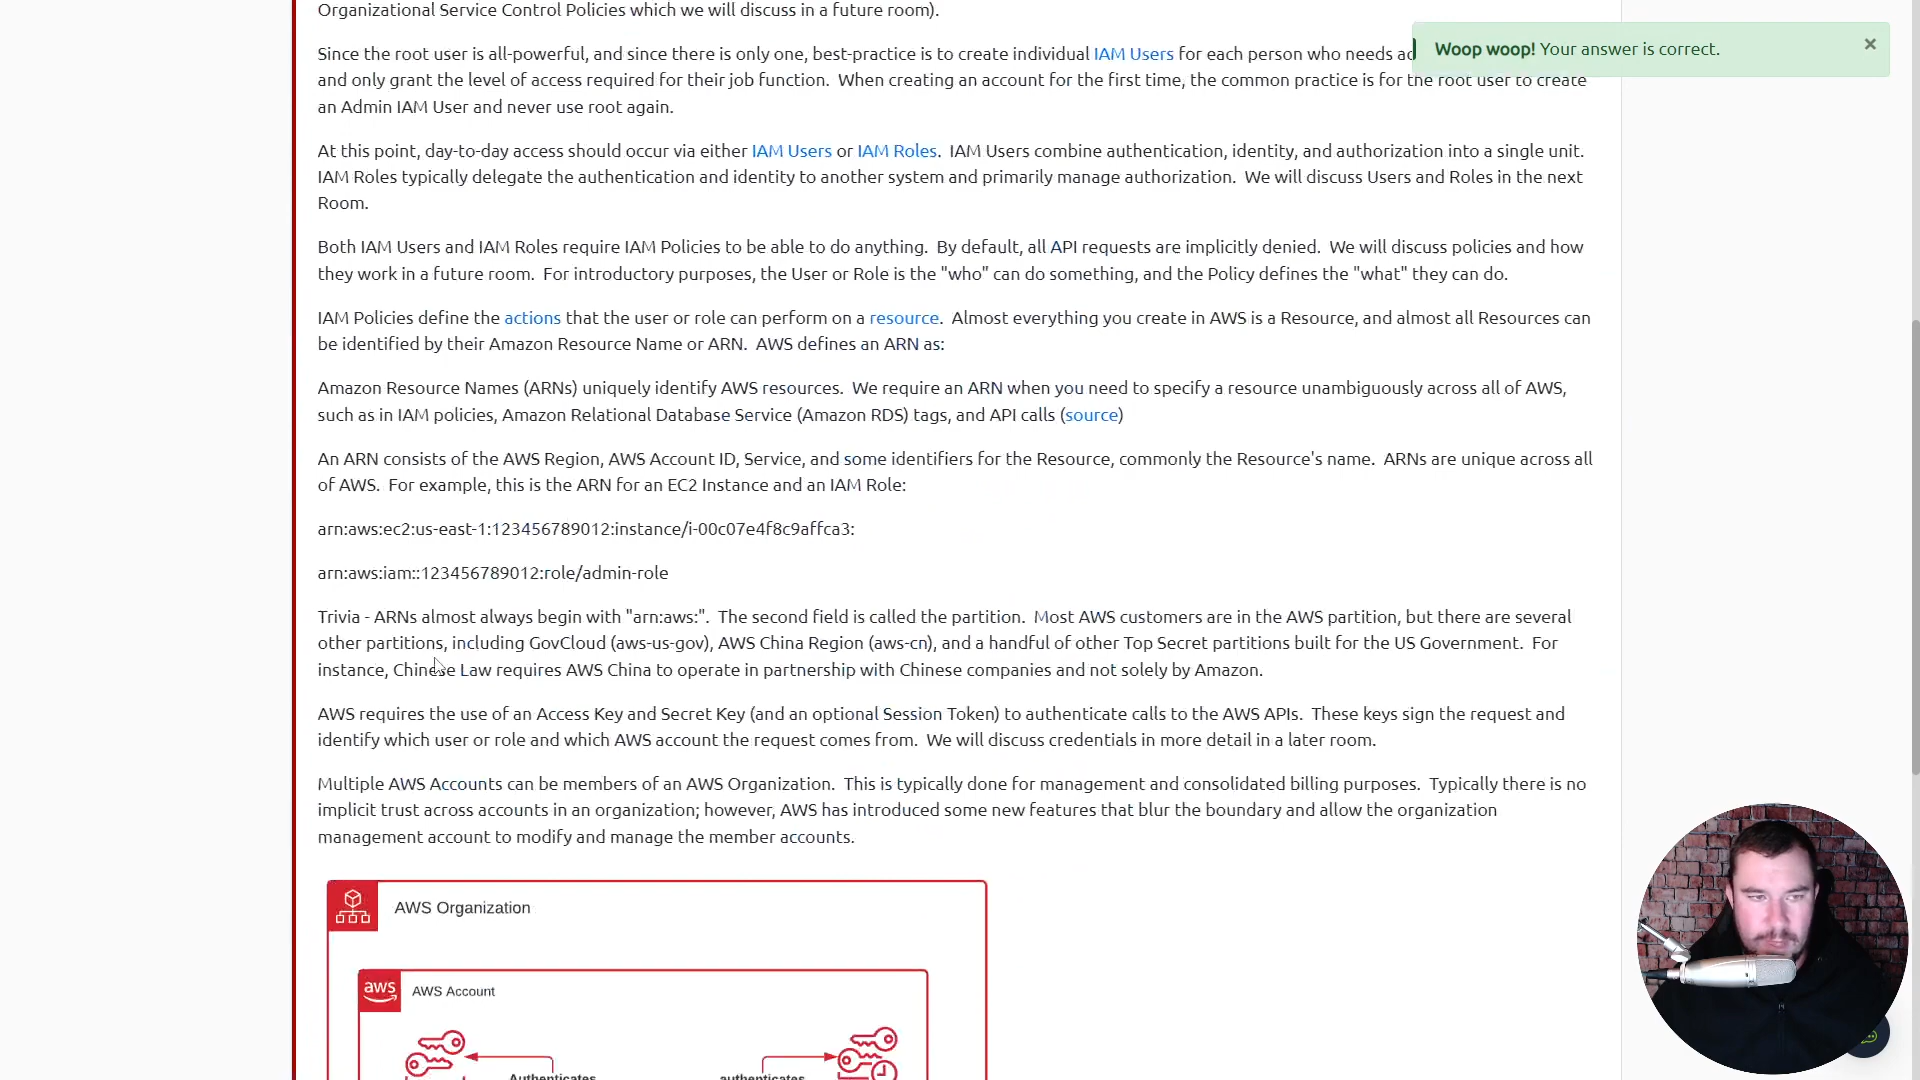 Organizational Service Control Policies which we will discuss in a future room).
Woop woop! Your answer is correct. ×
Since the root user is all-powerful, and since there is only one, best-practice is to create individual IAM Users for each person who needs
and only grant the level of access required for their job function. When creating an account for the first time, the common practice is for the root user to create
an Admin IAM User and never use root again.
At this point, day-to-day access should occur via either IAM Users or IAM Roles. IAM Users combine authentication, identity, and authorization into a single unit.
IAM Roles typically delegate the authentication and identity to another system and primarily manage authorization. We will discuss Users and Roles in the next
Room.
Both IAM Users and IAM Roles require IAM Policies to be able to do anything. By default, all API requests are implicitly denied. We will discuss policies and how
they work in a future room. For introductory purposes, the User or Role is the "who" can do something, and the Policy defines the "what" they can do.
IAM Policies define the actions that the user or role can perform on a resource. Almost everything you create in AWS is a Resource, and almost all Resources can
be identified by their Amazon Resource Name or ARN. AWS defines an ARN as:
Amazon Resource Names (ARNs) uniquely identify AWS resources. We require an ARN when you need to specify a resource unambiguously across all of AWS,
such as in IAM policies, Amazon Relational Database Service (Amazon RDS) tags, and API calls (source)
An ARN consists of the AWS Region, AWS Account ID, Service, and some identifiers for the Resource, commonly the Resource's name. ARNs are unique across all
of AWS. For example, this is the ARN for an EC2 Instance and an IAM Role:
arn:aws:ec2:us-east-1:123456789012:instance/i-00c07e4f8c9affca3:
arn:aws:iam::123456789012:role/admin-role
Trivia - ARNs almost always begin with "arn:aws:". The second field is called the partition. Most AWS customers are in the AWS partition, but there are several
other partitions, including GovCloud (aws-us-gov), AWS China Region (aws-cn), and a handful of other Top Secret partitions built for the US Government. For
instance, Chinese Law requires AWS China to operate in partnership with Chinese companies and not solely by Amazon.
AWS requires the use of an Access Key and Secret Key (and an optional Session Token) to authenticate calls to the AWS APIs. These keys sign the request and
identify which user or role and which AWS account the request comes from. We will discuss credentials in more detail in a later room.
Multiple AWS Accounts can be members of an AWS Organization. This is typically done for management and consolidated billing purposes. Typically there is no
implicit trust across accounts in an organization; however, AWS has introduced some new features that blur the boundary and allow the organization
management account to modify and manage the member accounts.
AWS Organization
aws AWS Account
Authenticates authenticates